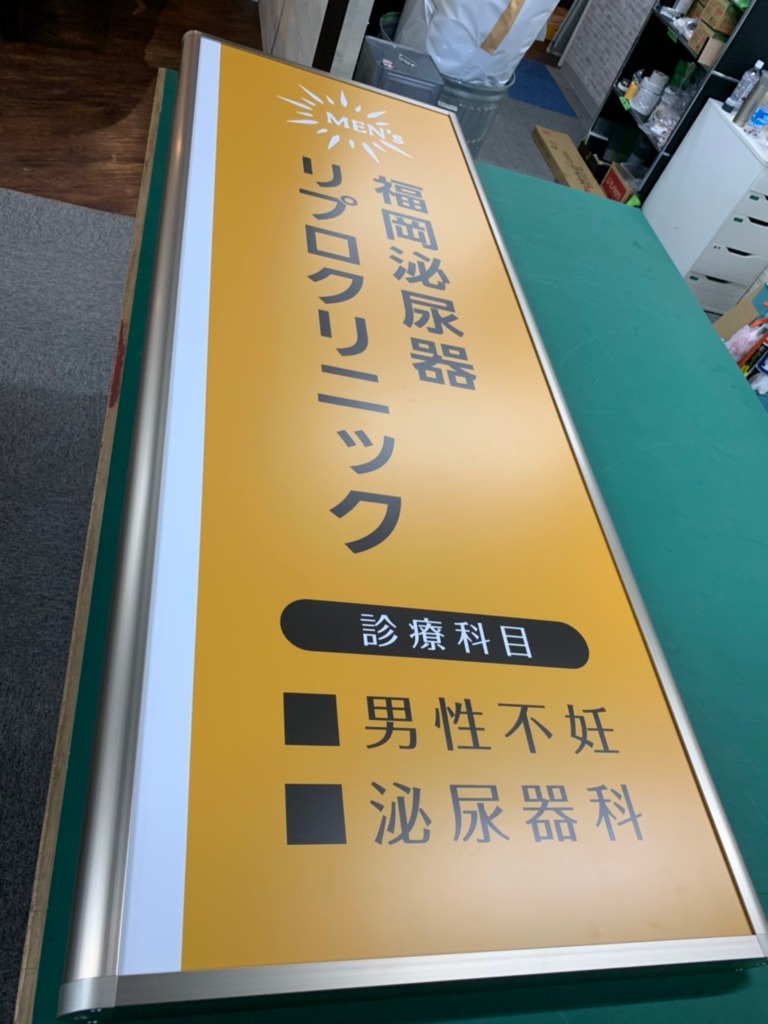 MEN's
福岡泌尿器
リプロクリニック
診療科目
■男性不妊
■泌尿器科